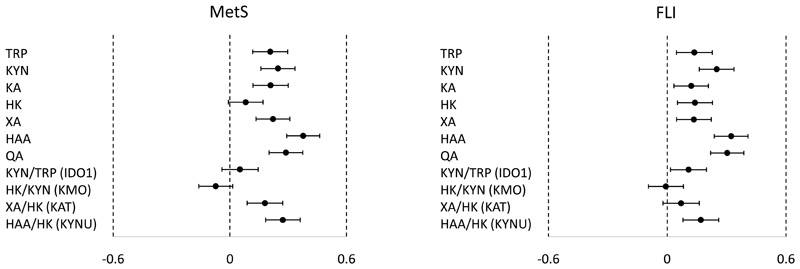 MetS
TRP
KYN
KA
HK
XA
HAA
QA
KYN/TRP (IDO1)
HK/KYN (KMO)
XA/HK (KAT)
HAA/HK (KYNU)
-0.6 0 0.6
FLI
TRP
KYN
KA
HK
XA
HAA
QA
KYN/TRP (IDO1)
HK/KYN (KMO)
XA/HK (KAT)
HAA/HK (KYNU)
-0.6 0 0.6